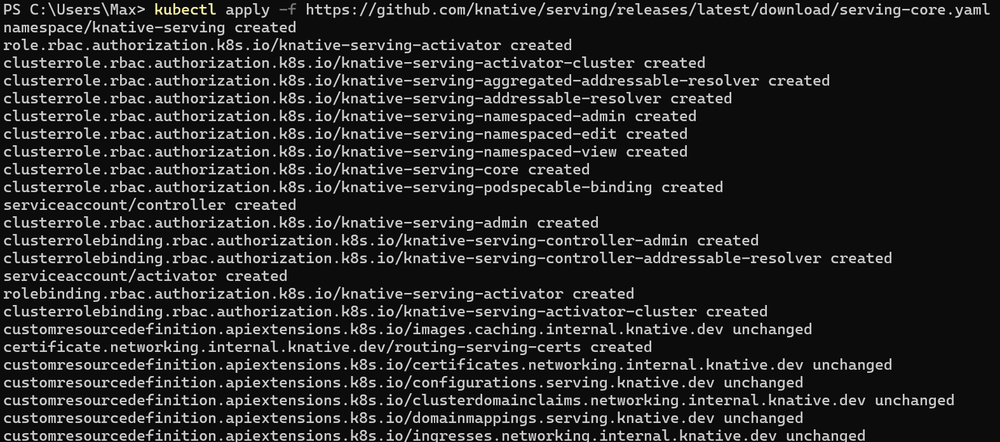 PS C:\Users\Max> kubectl apply -f https://github.com/knative/serving/releases/latest/download/serving-core.yaml
namespace/knative-serving created
role.rbac.authorization.k8s.io/knative-serving-activator created
clusterrole.rbac.authorization.k8s.io/knative-serving-activator-cluster created
clusterrole.rbac.authorization.k8s.io/knative-serving-aggregated-addressable-resolver created
clusterrole.rbac.authorization.k8s.io/knative-serving-addressable-resolver created
clusterrole.rbac.authorization.k8s.io/knative-serving-namespaced-admin created
clusterrole.rbac.authorization.k8s.io/knative-serving-namespaced-edit created
clusterrole.rbac.authorization.k8s.io/knative-serving-namespaced-view created
clusterrole.rbac.authorization.k8s.io/knative-serving-core created
clusterrole.rbac.authorization.k8s.io/knative-serving-podspecable-binding created
serviceaccount/controller created
clusterrole.rbac.authorization.k8s.io/knative-serving-admin created
clusterrolebinding.rbac.authorization.k8s.io/knative-serving-controller-admin created
clusterrolebinding.rbac.authorization.k8s.io/knative-serving-controller-addressable-resolver created
serviceaccount/activator created
rolebinding.rbac.authorization.k8s.io/knative-serving-activator created
clusterrolebinding.rbac.authorization.k8s.io/knative-serving-activator-cluster created
customresourcedefinition.apiextensions.k8s.io/images.caching.internal.knative.dev unchanged
certificate.networking.internal.knative.dev/routing-serving-certs created
customresourcedefinition.apiextensions.k8s.io/certificates.networking.internal.knative.dev unchanged
customresourcedefinition.apiextensions.k8s.io/configurations.serving.knative.dev unchanged
customresourcedefinition.apiextensions.k8s.io/clusterdomainclaims.networking.internal.knative.dev unchanged
customresourcedefinition.apiextensions.k8s.io/domainmappings.serving.knative.dev unchanged
customresourcedefinition.apiextensions.k8s.io/ingresses.networking.internal.knative.dev unchanged